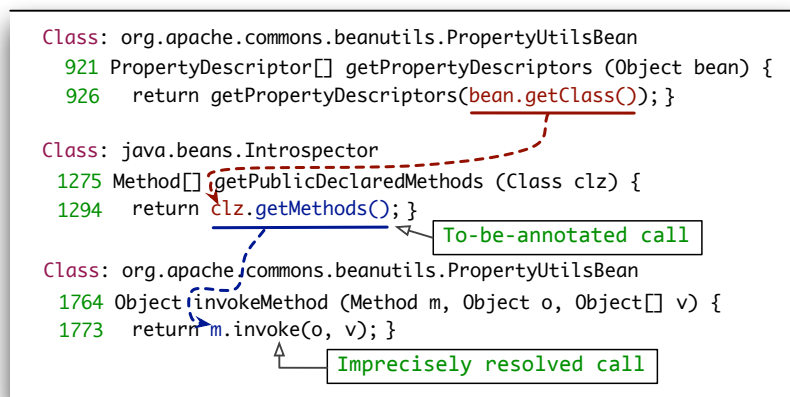 Class: org.apache.commons.beanutils.PropertyUtilsBean
921 PropertyDescriptor[] getPropertyDescriptors (Object bean) {
926 return getPropertyDescriptors(bean.getClass()); }
Class: java.beans.Introspector
1275 Method[] getPublicDeclaredMethods (Class clz) {
1294 return clz.getMethods(); }
To-be-annotated call
Class: org.apache.commons.beanutils.PropertyUtilsBean
1764 Object invokeMethod (Method m, Object o, Object[] v) {
1773 return m.invoke(o, v); }
Imprecisely resolved call